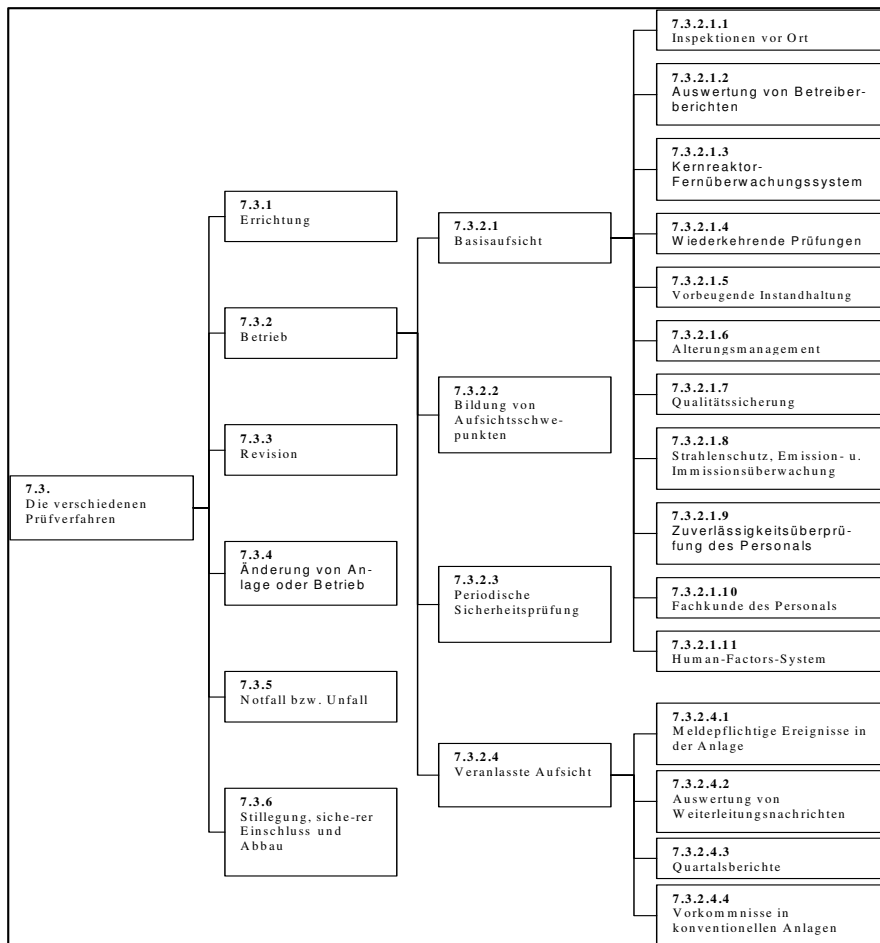 7.3.
Die verschiedenen
Prüfverfahren
7.3.1
Errichtung
7.3.2
Betrieb
7.3.3
Revision
7.3.4
Änderung von An-
lage oder Betrieb
7.3.5
Notfall bzw. Unfall
7.3.6
Stillegung, siche-rer
Einschluss und
Abbau
7.3.2.1
Basisaufsicht
7.3.2.2
Bildung von
Aufsichtsschwe-
punkten
7.3.2.3
Periodische
Sicherheitsprüfung
7.3.2.4
Veranlasste Aufsicht
7.3.2.1.1
Inspektionen vor Ort
7.3.2.1.2
Auswertung von Betreiber-
berichten
7.3.2.1.3
Kernreaktor-
Fernüberwachungssystem
7.3.2.1.4
Wiederkehrende Prüfungen
7.3.2.1.5
Vorbeugende Instandhaltung
7.3.2.1.6
Alterungsmanagement
7.3.2.1.7
Qualitätssicherung
7.3.2.1.8
Strahlenschutz, Emission- u.
Immissionsüberwachung
7.3.2.1.9
Zuverlässigkeitsüberprü-
fung des Personals
7.3.2.1.10
Fachkunde des Personals
7.3.2.1.11
Human-Factors-System
7.3.2.4.1
Meldepflichtige Ereignisse in
der Anlage
7.3.2.4.2
Auswertung von
Weiterleitungsnachrichten
7.3.2.4.3
Quartalsberichte
7.3.2.4.4
Vorkommnisse in
konventionellen Anlagen